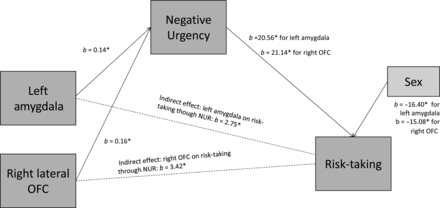 Negative
Urgency
b = 0.14*
b =20.56* for left amygdala
b = 21.14* for right OFC
Left
amygdala
Sex
Indirect effect: left amygdala on risk-
taking though NUR: b = 2.75*
b = –16.40* for
left amygdala
b = –15.08* for
right OFC
b = 0.16*
Right lateral
OFC
Indirect effect: right OFC on risk-taking
through NUR: b = 3.42*
Risk-taking